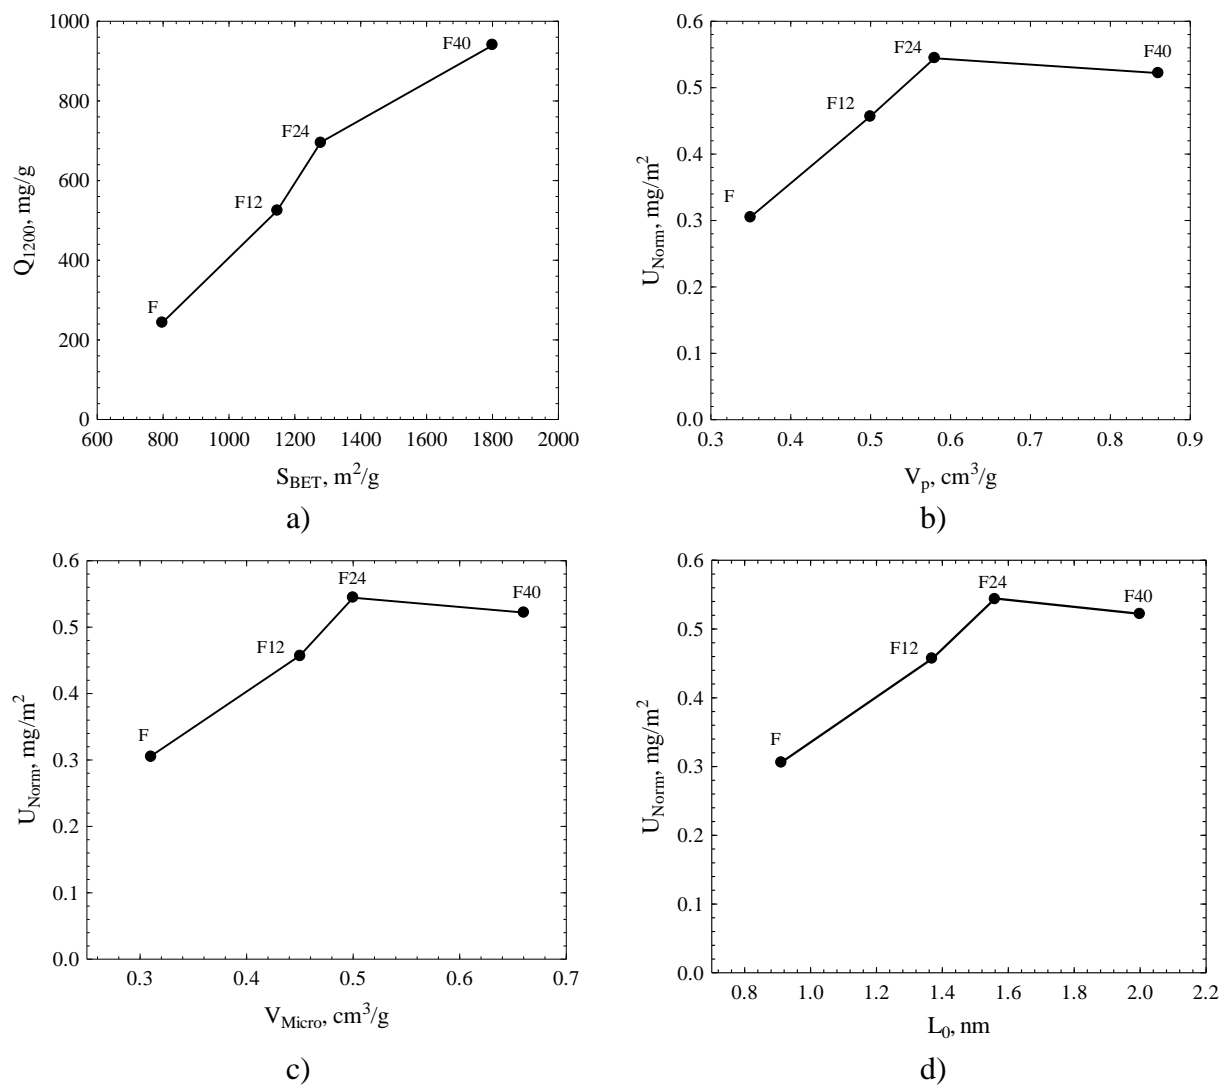 1000
800
600
400
200
0
Q1200, mg/g
F
F12
F24
F40
600 800 1000 1200 1400 1600 1800 2000
SBET, m2/g
a)
0.6
0.5
0.4
0.3
0.2
0.1
0.0
UNorm, mg/m2
F
F12
F24
F40
0.3 0.4 0.5 0.6 0.7 0.8 0.9
Vp, cm3/g
b)
0.6
0.5
0.4
0.3
0.2
0.1
0.0
UNorm, mg/m2
F
F12
F24
F40
0.3 0.4 0.5 0.6 0.7
VMicro, cm3/g
c)
0.6
0.5
0.4
0.3
0.2
0.1
0.0
UNorm, mg/m2
F
F12
F24
F40
0.8 1.0 1.2 1.4 1.6 1.8 2.0 2.2
L0, nm
d)